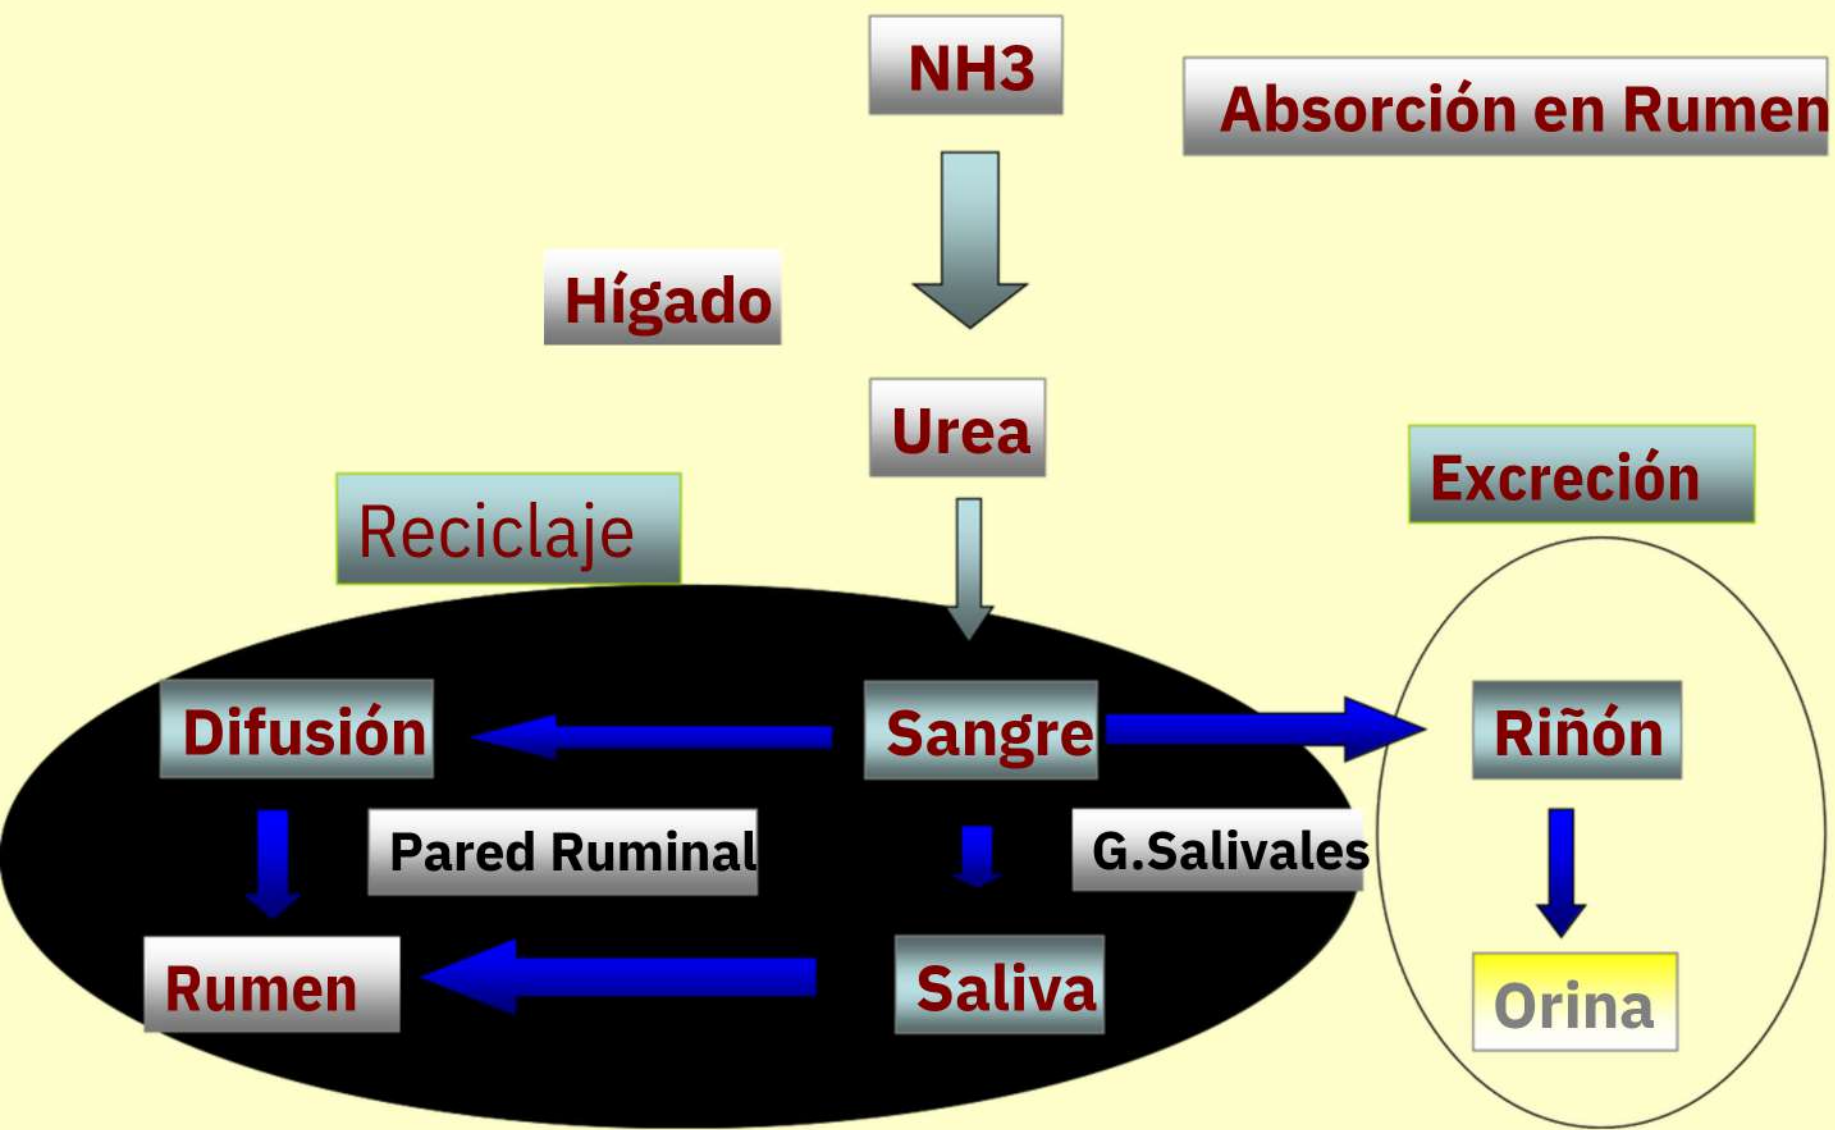 NH3
Absorción en Rumen
Hígado
Urea
Excreción
Reciclaje
Difusión
Sangre
Riñón
Pared Ruminal
G.Salivales
Rumen
Saliva
Orina